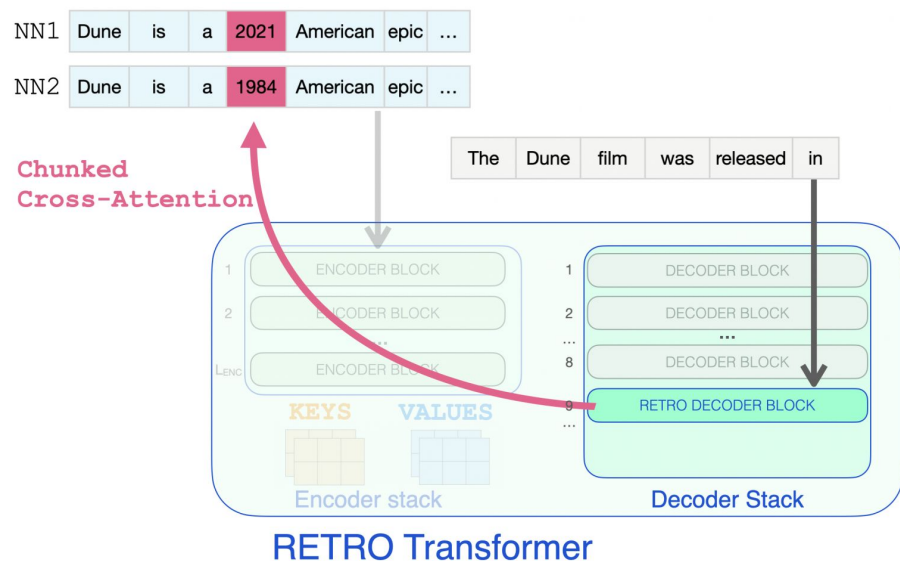 NN1 Dune is a 2021 American epic ...
NN2 Dune is a 1984 American epic ...
The Dune film was released in
Chunked
Cross-Attention
1 ENCODER BLOCK
2 ENCODER BLOCK
...
LENC ENCODER BLOCK
KEYS VALUES
Encoder stack
1 DECODER BLOCK
2 DECODER BLOCK
... ...
8 DECODER BLOCK
9 RETRO DECODER BLOCK
...
Decoder Stack
RETRO Transformer